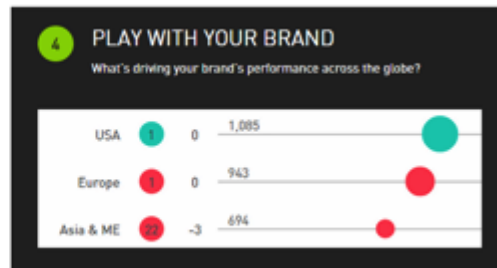 4 PLAY WITH YOUR BRAND
What's driving your brand's performance across the globe?
USA 1 0 1,085
Europe 1 0 943
Asia & ME 22 -3 694